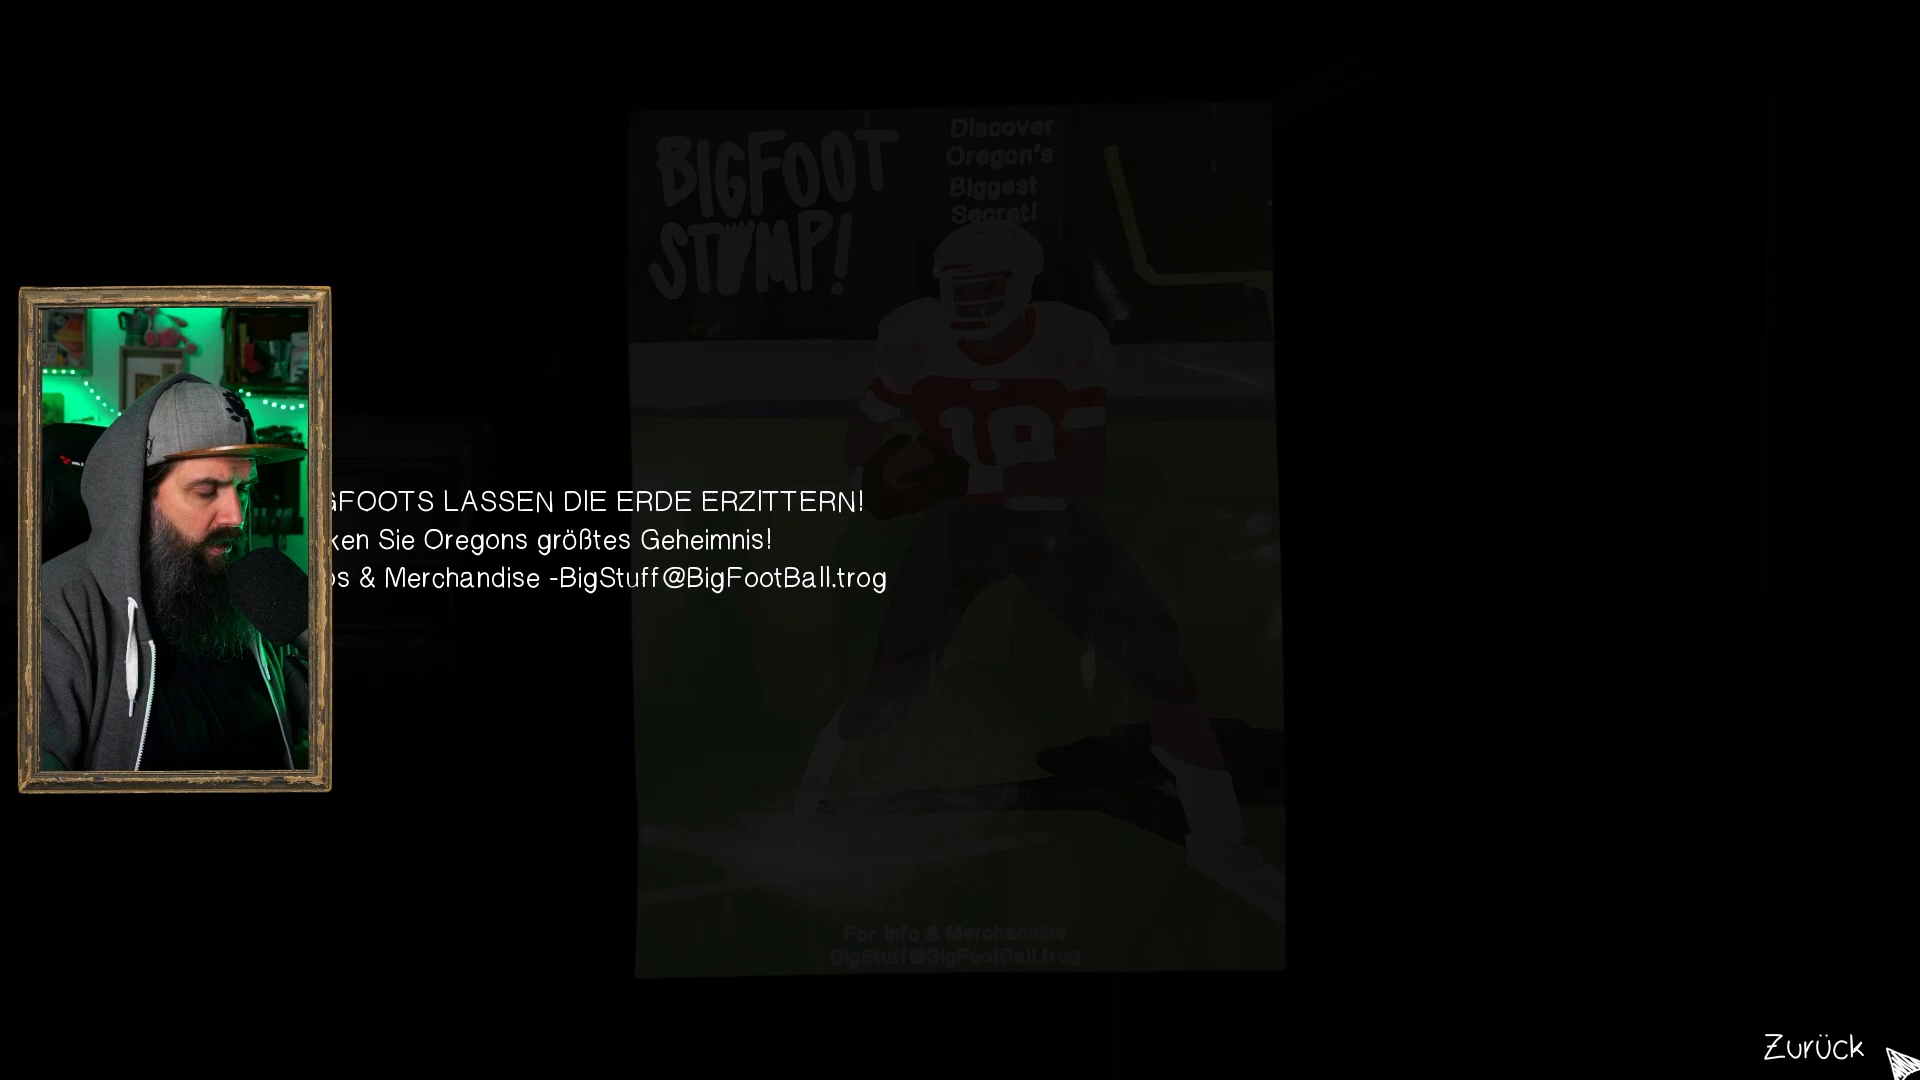 BIGFOOT
STOMP!
Discover
Oregon's
Biggest
Secret!
19
GFOOTS LASSEN DIE ERDE ERZITTERN!
ken Sie Oregons größtes Geheimnis!
os & Merchandise -BigStuff@BigFootBall.trog
For Info & Merchandise
BigStuff@BigFootBall.trog
Zurück